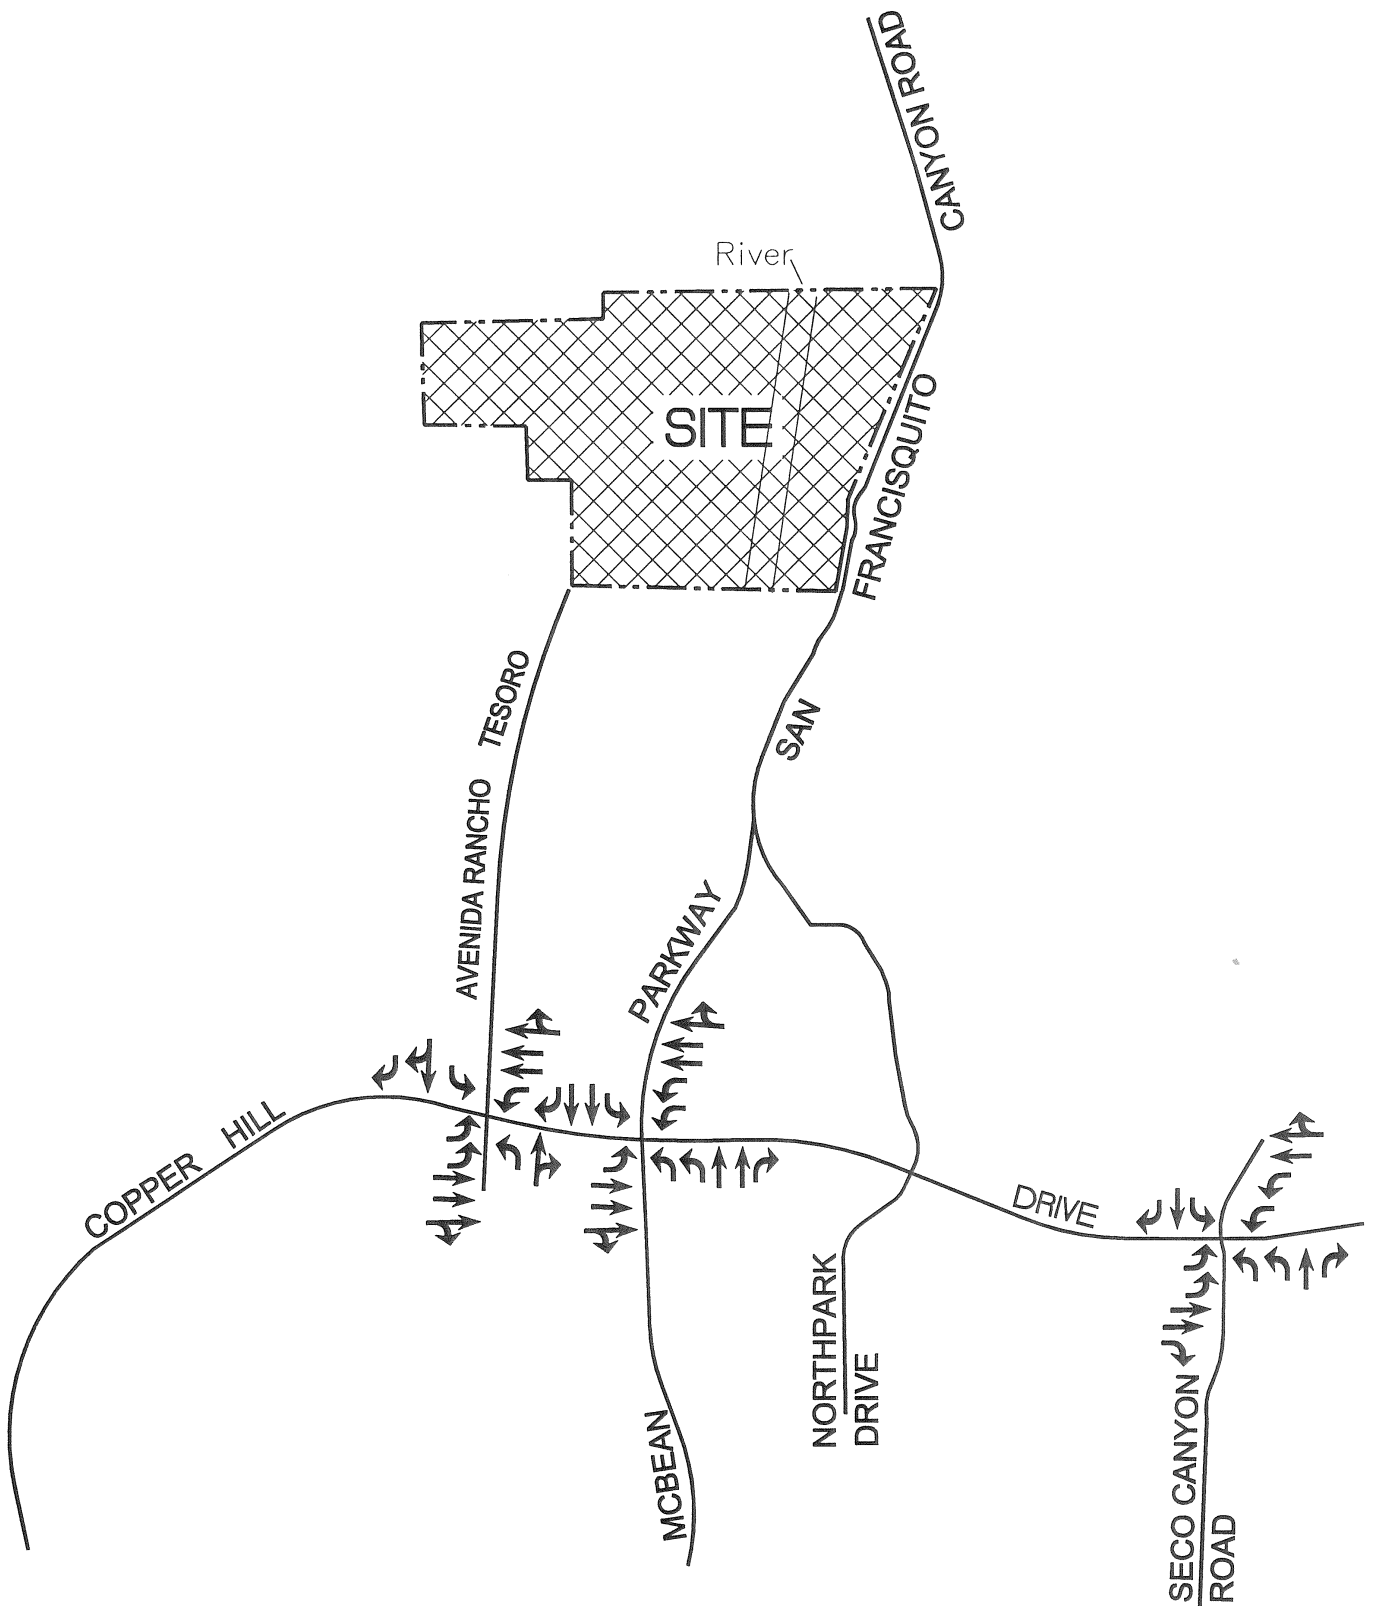 CANYON ROAD
River
SITE
FRANCISQUITO
SAN
AVENIDA RANCHO TESORO
PARKWAY
COPPER HILL
DRIVE
NORTHPARK
DRIVE
MCBEAN
SECO CANYON
ROAD